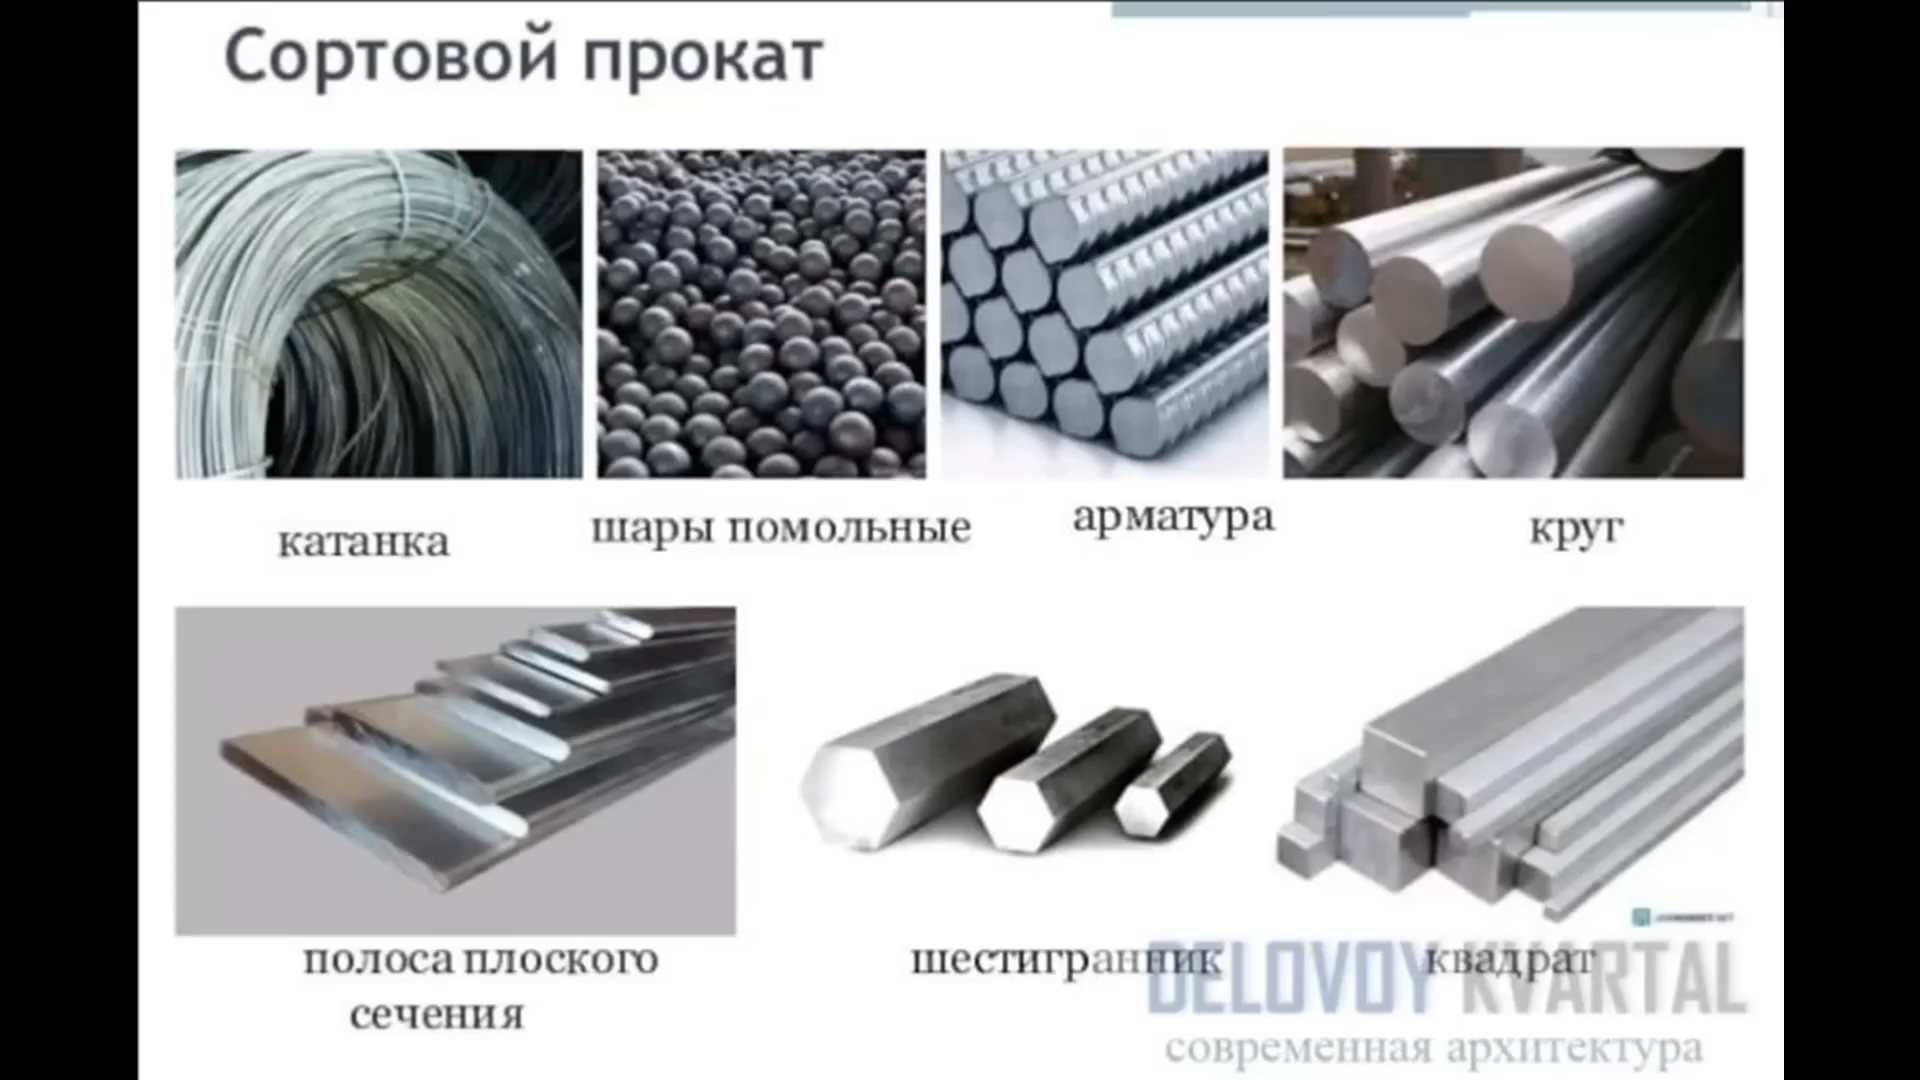 Сортовой прокат
катанка
шары помольные
арматура
круг
полоса плоского
сечения
шестигранник
квадрат
DELOVOY KVARTAL
современная архитектура